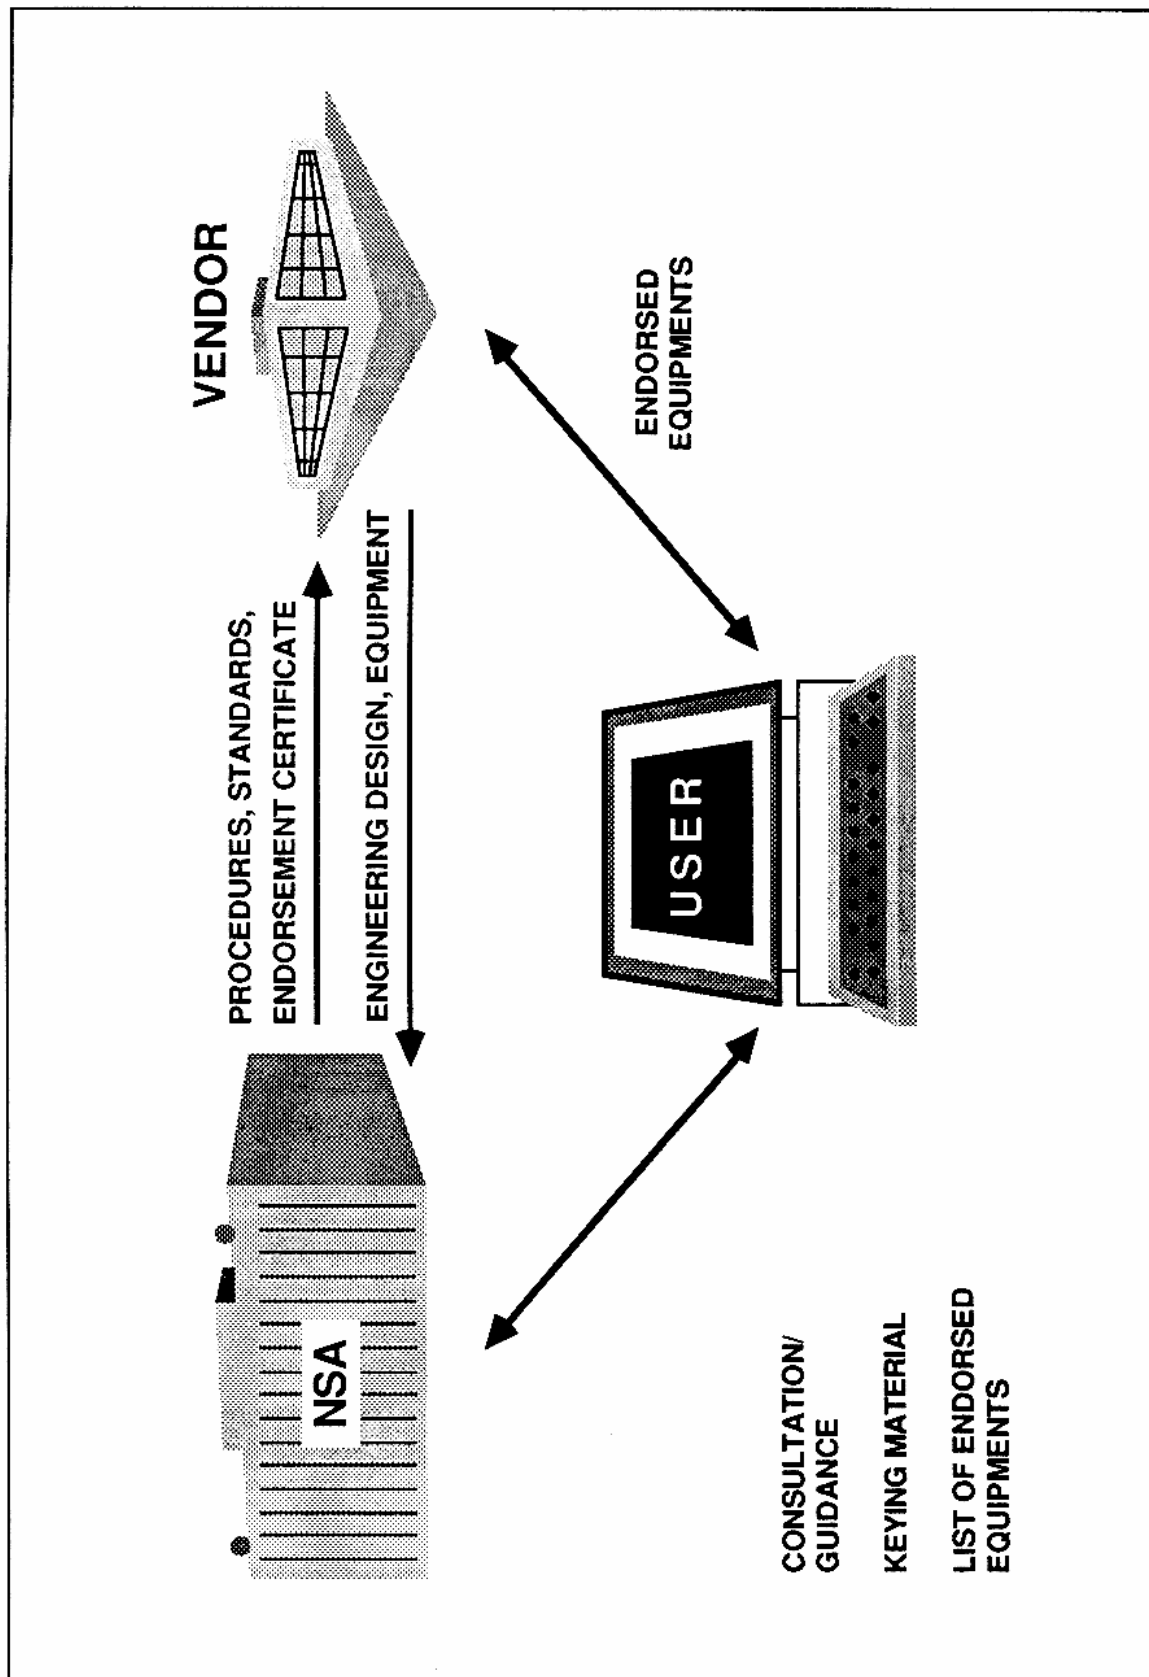 VENDOR
PROCEDURES, STANDARDS,
ENDORSEMENT CERTIFICATE
ENGINEERING DESIGN, EQUIPMENT
NSA
ENDORSED
EQUIPMENTS
USER
CONSULTATION/
GUIDANCE
KEYING MATERIAL
LIST OF ENDORSED
EQUIPMENTS